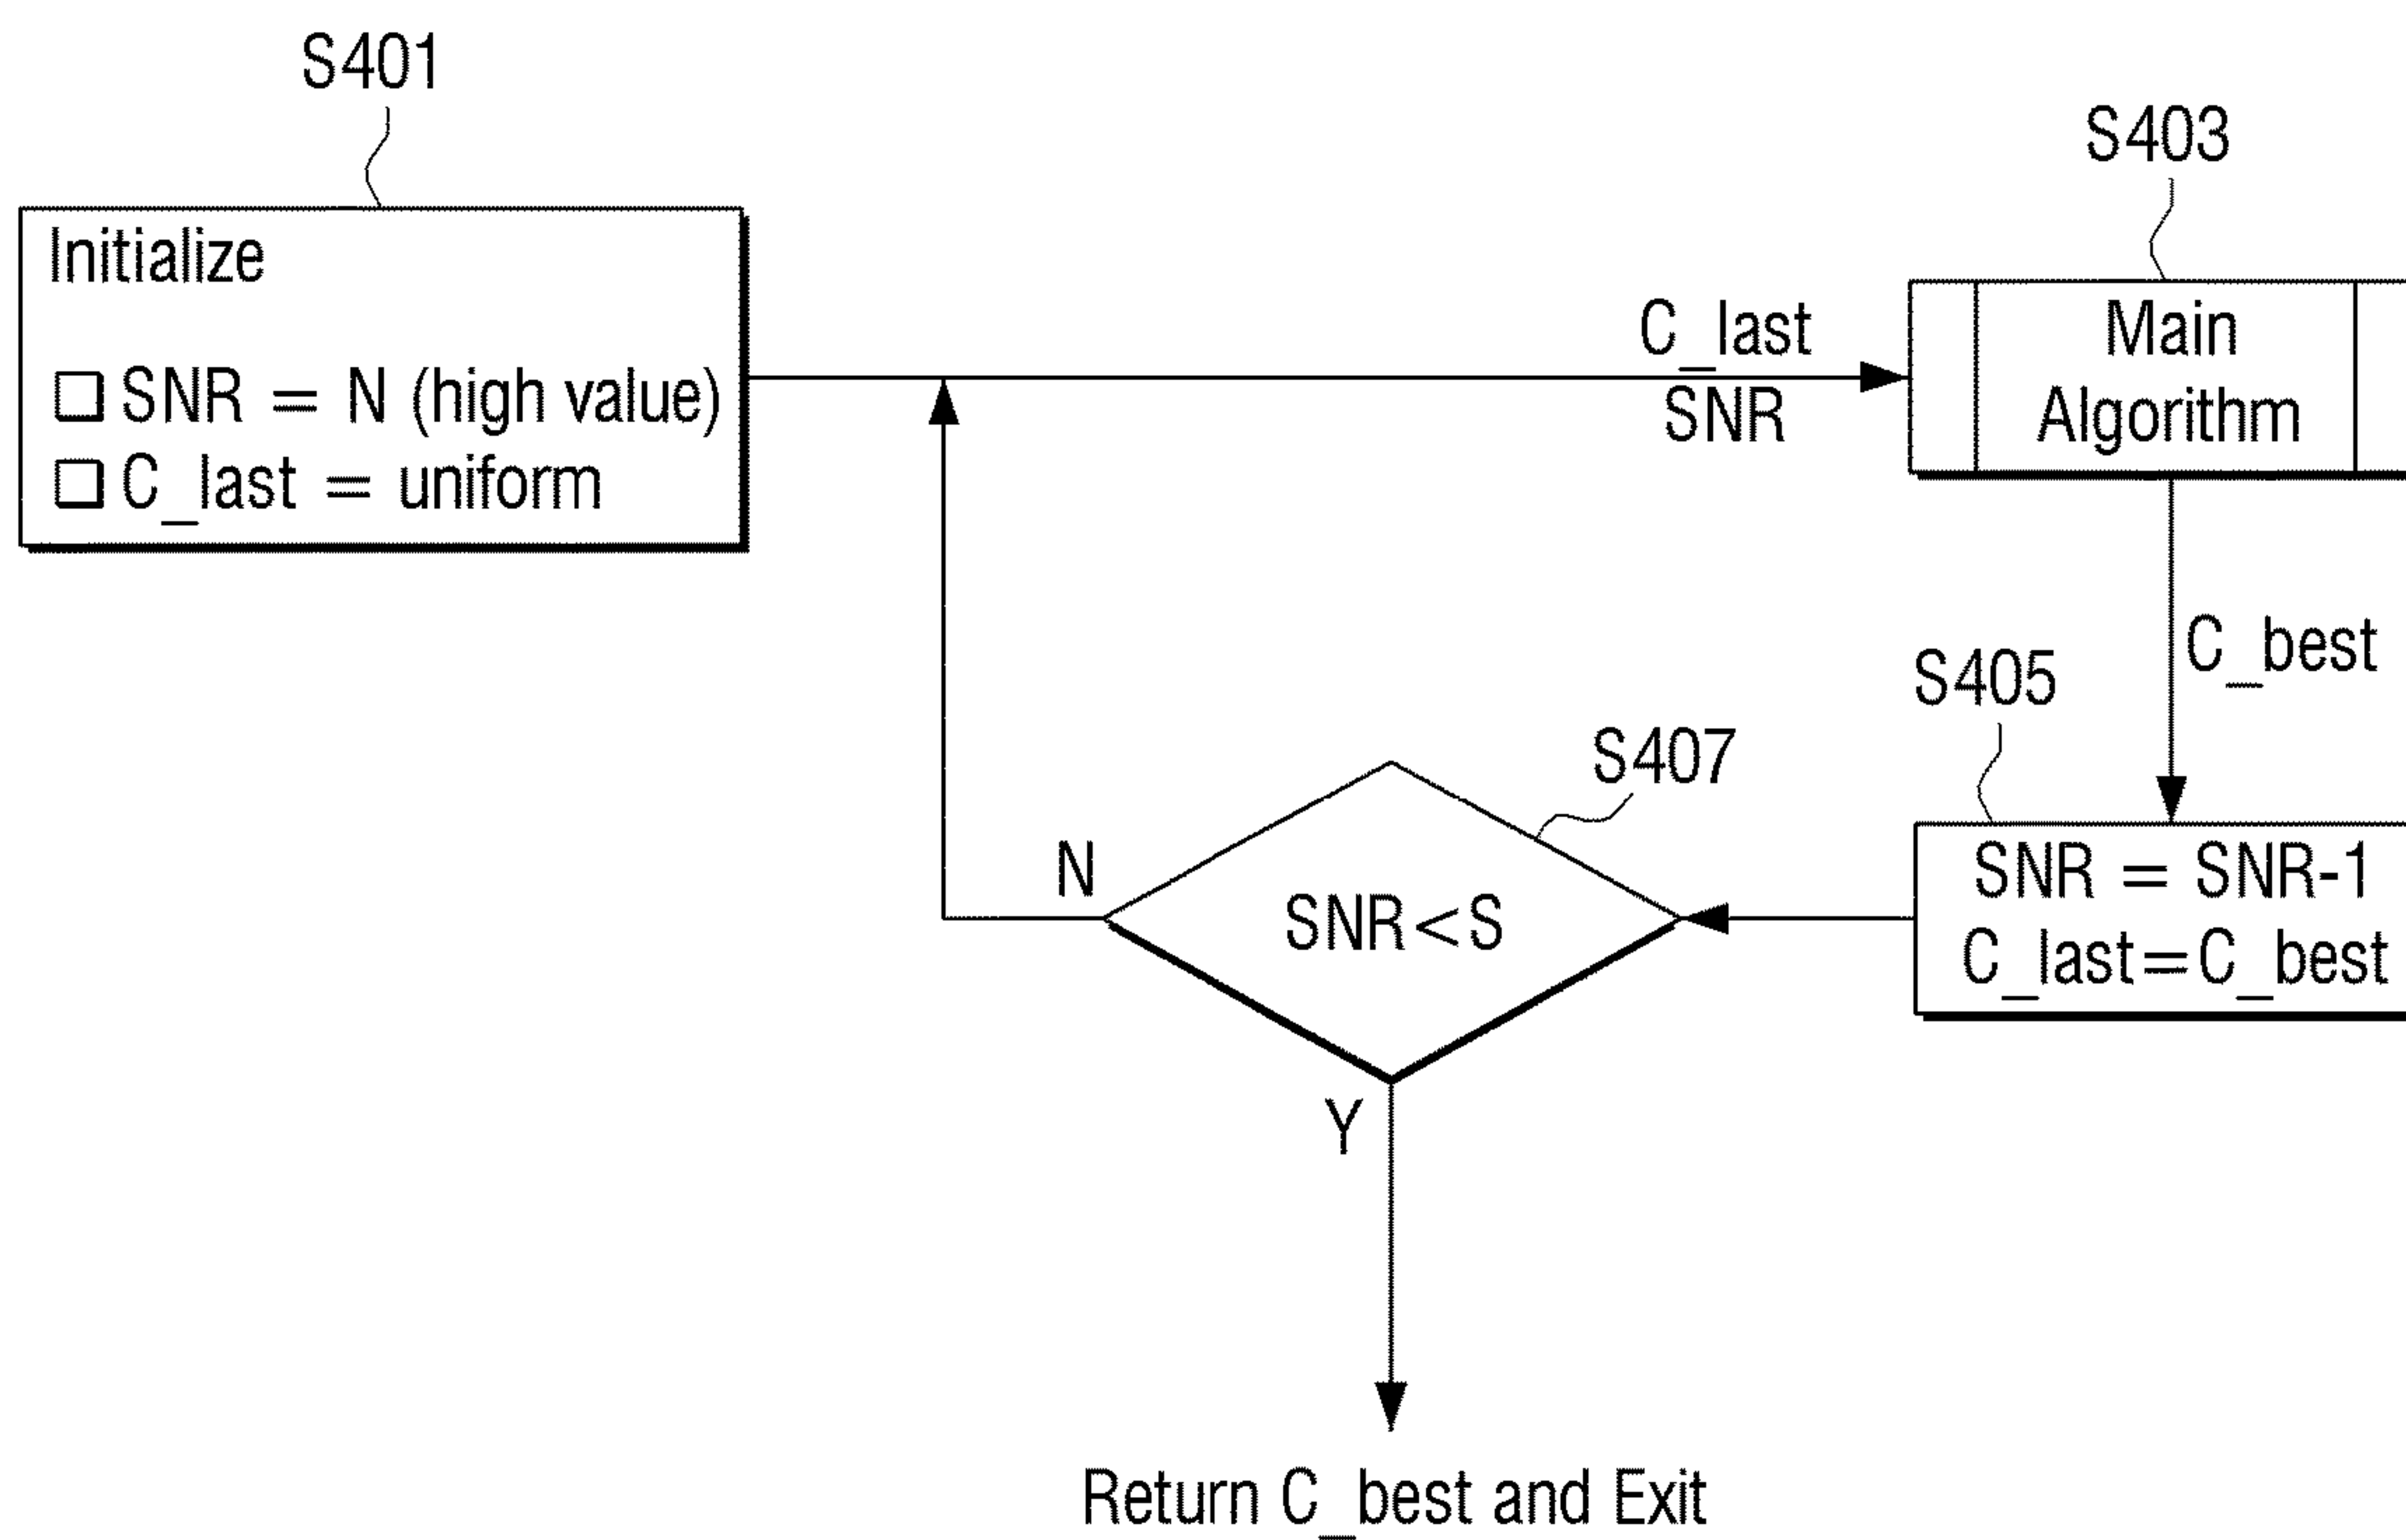 S401
Initialize
SNR = N (high value)
C_last = uniform
C_last
SNR
S403
Main
Algorithm
C_best
S405
SNR = SNR-1
C_last=C_best
S407
SNR<S
N
Y
Return C_best and Exit